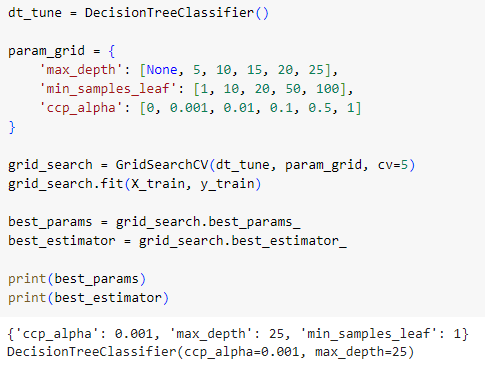 dt_tune = DecisionTreeClassifier()
param_grid = {
    'max_depth': [None, 5, 10, 15, 20, 25],
    'min_samples_leaf': [1, 10, 20, 50, 100],
    'ccp_alpha': [0, 0.001, 0.01, 0.1, 0.5, 1]
}
grid_search = GridSearchCV(dt_tune, param_grid, cv=5)
grid_search.fit(X_train, y_train)
best_params = grid_search.best_params_
best_estimator = grid_search.best_estimator_
print(best_params)
print(best_estimator)
{'ccp_alpha': 0.001, 'max_depth': 25, 'min_samples_leaf': 1}
DecisionTreeClassifier(ccp_alpha=0.001, max_depth=25)